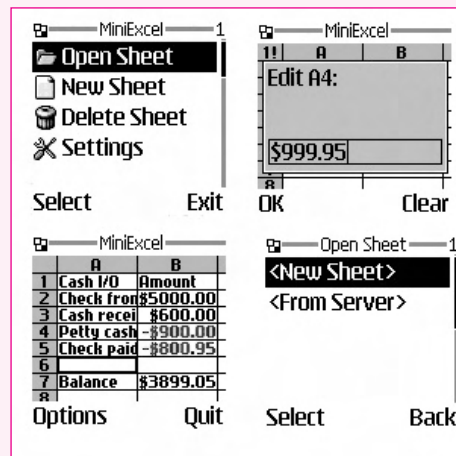 MiniExcel 1
Open Sheet
New Sheet
Delete Sheet
Settings
Select Exit
MiniExcel
1! A B
Edit A4:
$999.95
8
OK Clear
MiniExcel
A B
1 Cash I/O Amount
2 Check fron $5000.00
3 Cash recei $600.00
4 Petty cash -$900.00
5 Check paid -$800.95
6
7 Balance $3899.05
8
Options Quit
Open Sheet 1
<New Sheet>
<From Server>
Select Back